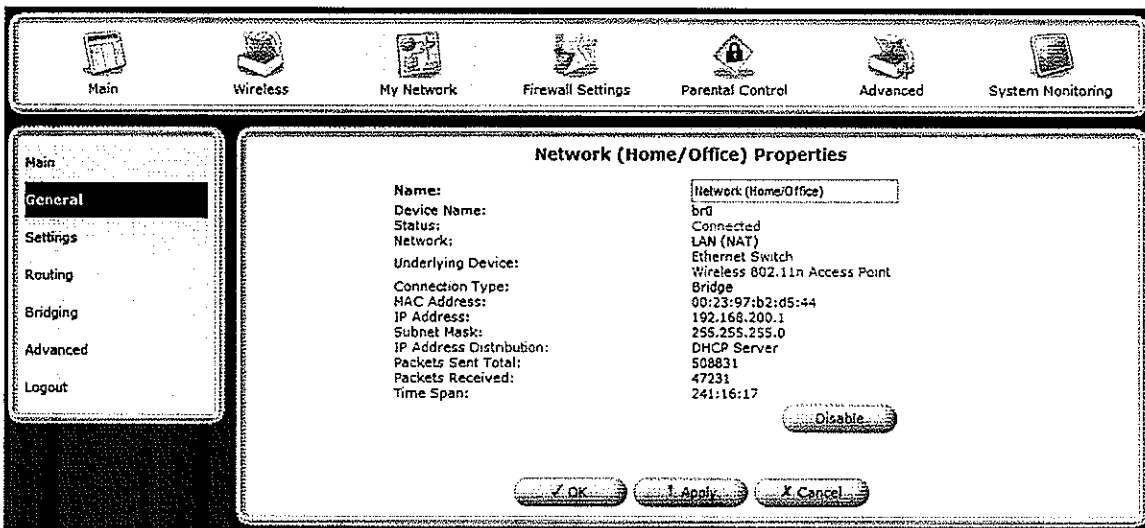 Main Wireless My Network Firewall Settings Parental Control Advanced System Monitoring
Main
General
Settings
Routing
Bridging
Advanced
Logout
Network (Home/Office) Properties
Name: Network (Home/Office)
Device Name: br0
Status: Connected
Network: LAN (NAT)
Underlying Device: Ethernet Switch
Wireless 802.11n Access Point
Connection Type: Bridge
MAC Address: 00:23:97:b2:d5:44
IP Address: 192.168.200.1
Subnet Mask: 255.255.255.0
IP Address Distribution: DHCP Server
Packets Sent Total: 508831
Packets Received: 47231
Time Span: 241:16:17
Disable
✓ OK ! Apply X Cancel